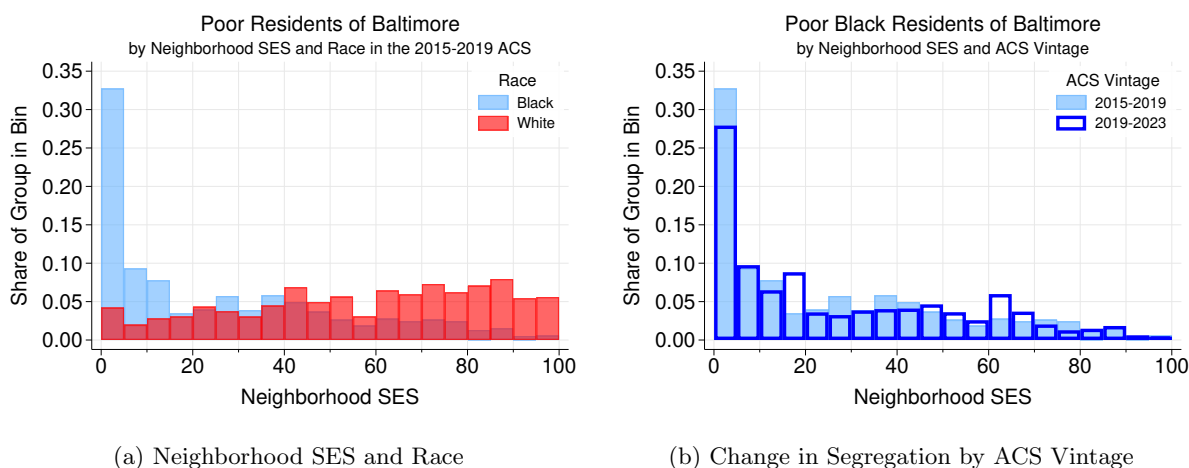 Poor Residents of Baltimore
by Neighborhood SES and Race in the 2015-2019 ACS
Share of Group in Bin
0.35
0.30
0.25
0.20
0.15
0.10
0.05
0.00
Race
Black
White
0
20
40
60
80
100
Neighborhood SES
(a) Neighborhood SES and Race
Poor Black Residents of Baltimore
by Neighborhood SES and ACS Vintage
Share of Group in Bin
0.35
0.30
0.25
0.20
0.15
0.10
0.05
0.00
ACS Vintage
2015-2019
2019-2023
0
20
40
60
80
100
Neighborhood SES
(b) Change in Segregation by ACS Vintage